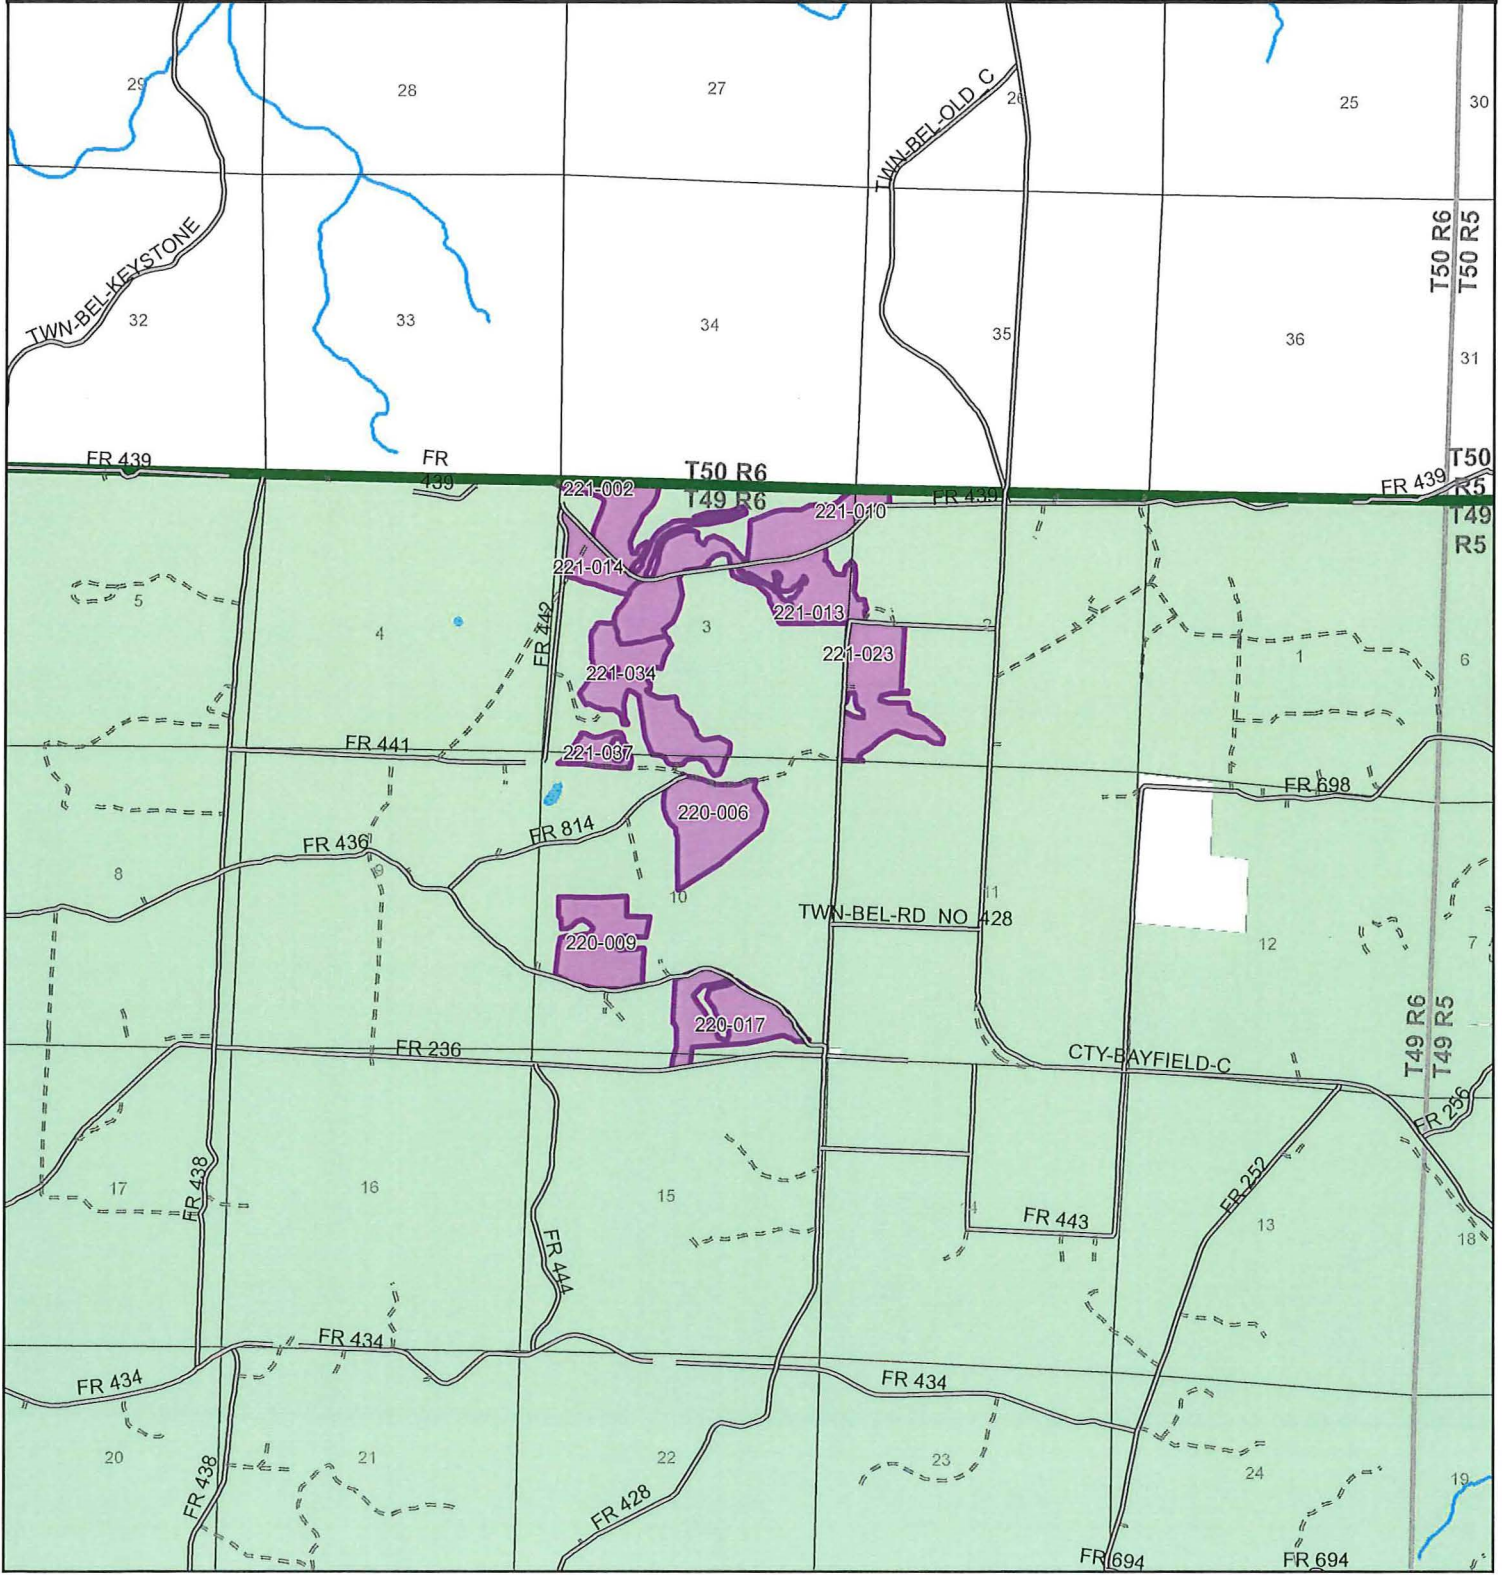 29
28
27
26
25
30
TWN-BEL-OLD_C
TWN-BEL-KEYSTONE
T50 R6
T50 R5
32
33
34
35
36
31
FR 439
FR
439
T50 R6
T49 R6
FR 439
FR 439
T50
R5
T49
R5
221-002
221-010
221-014
221-013
221-023
221-034
221-037
5
4
3
2
1
6
FR 442
FR 441
FR 698
220-006
FR 814
FR 436
8
9
10
11
TWN-BEL-RD_NO_428
220-009
12
7
220-017
T49 R6
T49 R5
FR 236
CTY-BAYFIELD-C
FR 256
17
FR 438
16
15
14
FR 443
FR 252
13
18
FR 444
FR 434
FR 434
FR 434
20
FR 438
21
22
FR 428
23
24
19
FR 694
FR 694